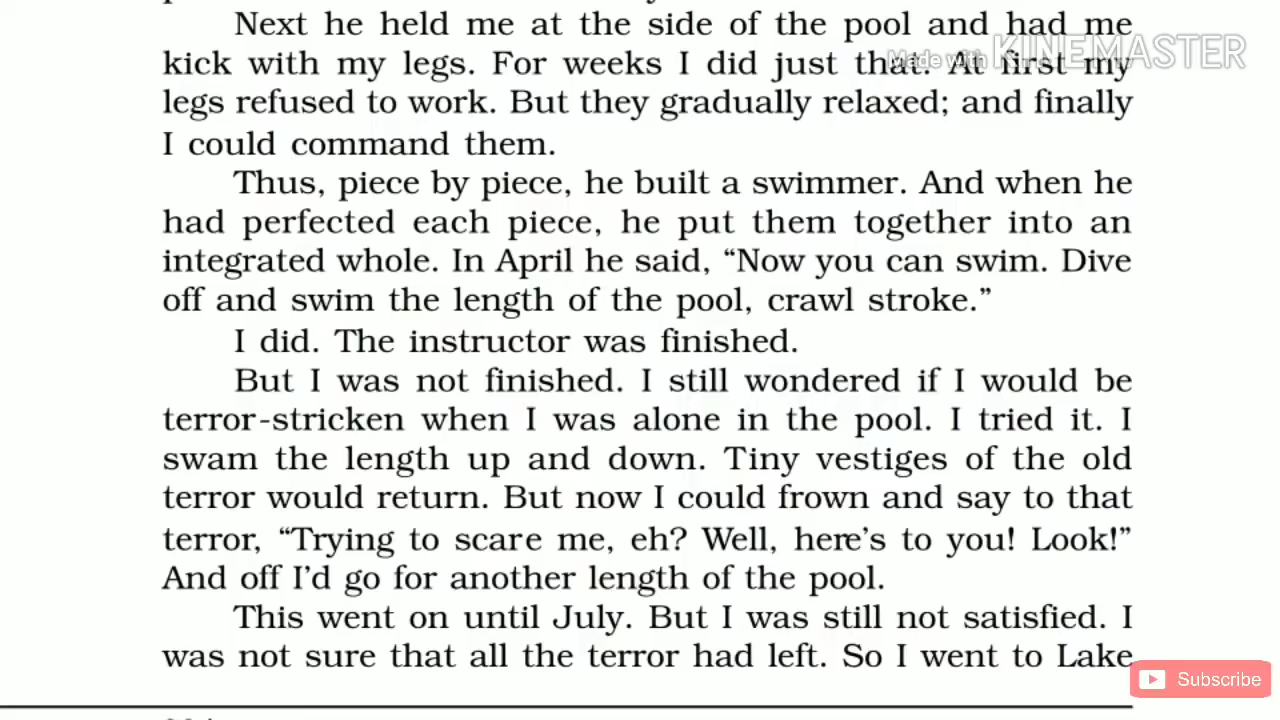 Next he held me at the side of the pool and had me
Made with KINEMASTER
kick with my legs. For weeks I did just that. At first my
legs refused to work. But they gradually relaxed; and finally
I could command them.
Thus, piece by piece, he built a swimmer. And when he
had perfected each piece, he put them together into an
integrated whole. In April he said, “Now you can swim. Dive
off and swim the length of the pool, crawl stroke.”
I did. The instructor was finished.
But I was not finished. I still wondered if I would be
terror-stricken when I was alone in the pool. I tried it. I
swam the length up and down. Tiny vestiges of the old
terror would return. But now I could frown and say to that
terror, “Trying to scare me, eh? Well, here’s to you! Look!”
And off I’d go for another length of the pool.
This went on until July. But I was still not satisfied. I
was not sure that all the terror had left. So I went to Lake
Subscribe